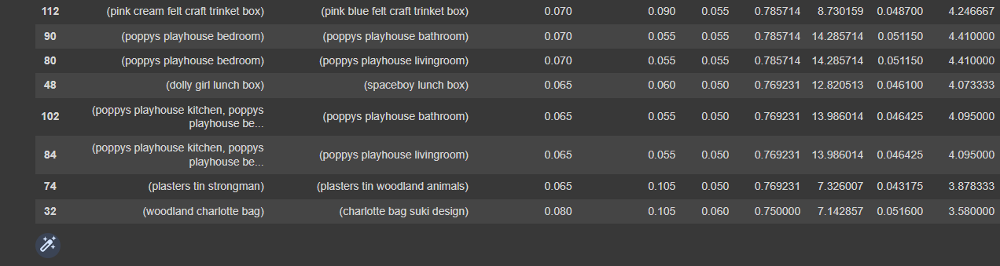 112 (pink cream felt craft trinket box) (pink blue felt craft trinket box) 0.070 0.090 0.055 0.785714 8.730159 0.048700 4.246667
90 (poppys playhouse bedroom) (poppys playhouse bathroom) 0.070 0.055 0.055 0.785714 14.285714 0.051150 4.410000
80 (poppys playhouse bedroom) (poppys playhouse livingroom) 0.070 0.055 0.055 0.785714 14.285714 0.051150 4.410000
48 (dolly girl lunch box) (spaceboy lunch box) 0.065 0.060 0.050 0.769231 12.820513 0.046100 4.073333
102 (poppys playhouse kitchen, poppys
playhouse be... (poppys playhouse bathroom) 0.065 0.055 0.050 0.769231 13.986014 0.046425 4.095000
84 (poppys playhouse kitchen, poppys
playhouse be... (poppys playhouse livingroom) 0.065 0.055 0.050 0.769231 13.986014 0.046425 4.095000
74 (plasters tin strongman) (plasters tin woodland animals) 0.065 0.105 0.050 0.769231 7.326007 0.043175 3.878333
32 (woodland charlotte bag) (charlotte bag suki design) 0.080 0.105 0.060 0.750000 7.142857 0.051600 3.580000